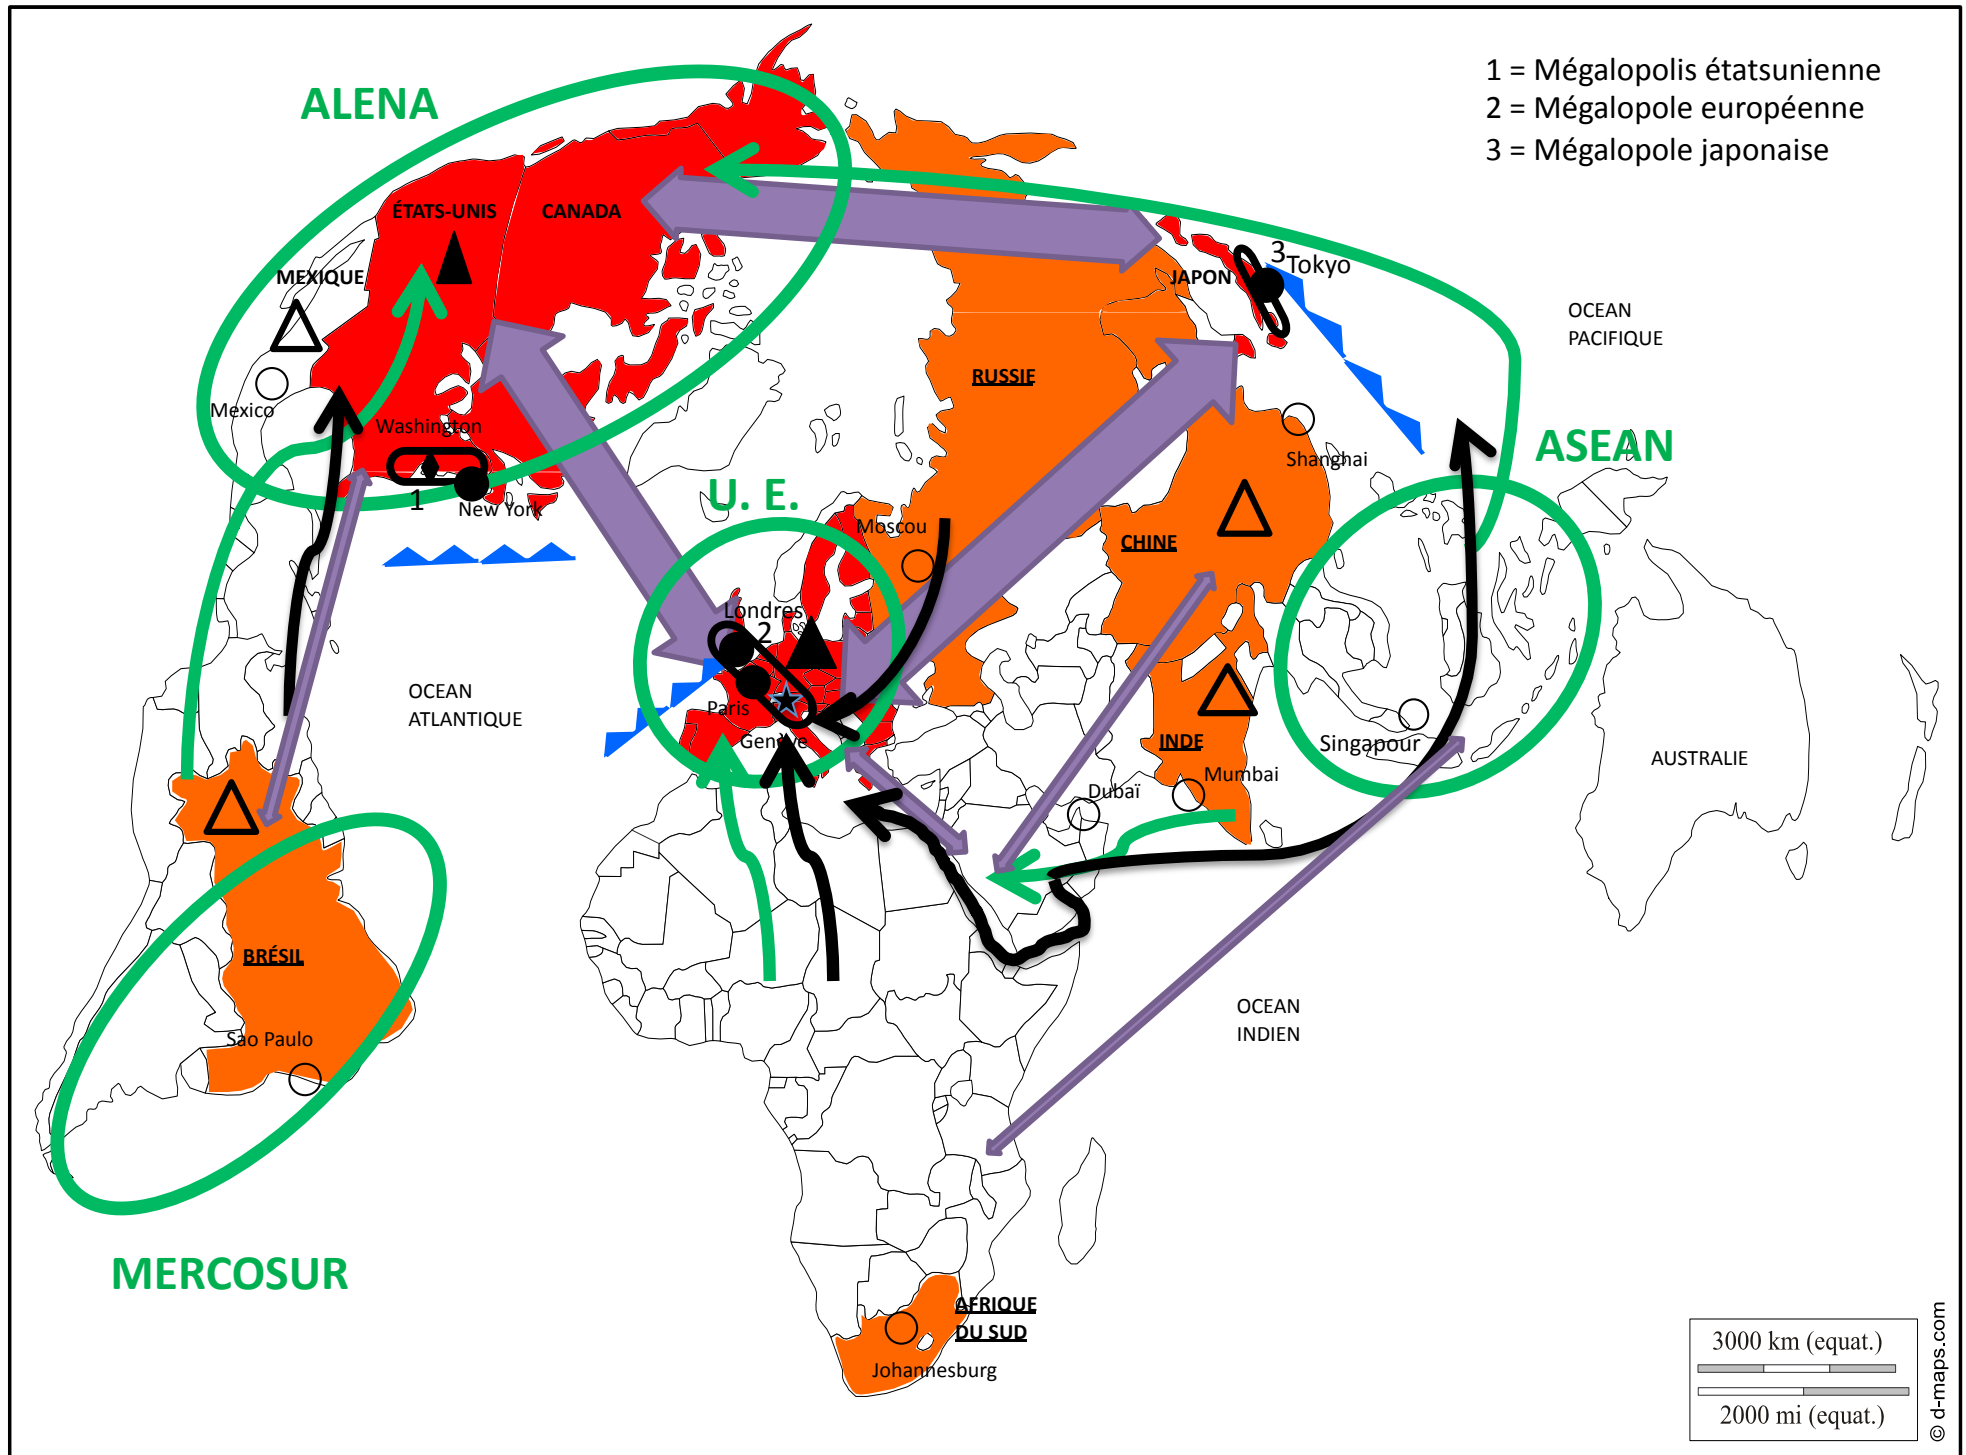 1 = Mégalopolis étatsunienne
2 = Mégalopole européenne
3 = Mégalopole japonaise
ALENA
ÉTATS-UNIS
CANADA
MEXIQUE
3
Tokyo
JAPON
OCEAN
PACIFIQUE
RUSSIE
Mexico
Washington
Shanghai
ASEAN
1
New York
U. E.
Moscou
CHINE
Londres
2
OCEAN
ATLANTIQUE
Paris
Genève
INDE
Singapour
Mumbai
Dubaï
AUSTRALIE
BRÉSIL
Sao Paulo
OCEAN
INDIEN
MERCOSUR
AFRIQUE
DU SUD
Johannesburg
3000 km (equat.)
2000 mi (equat.)
© d-maps.com